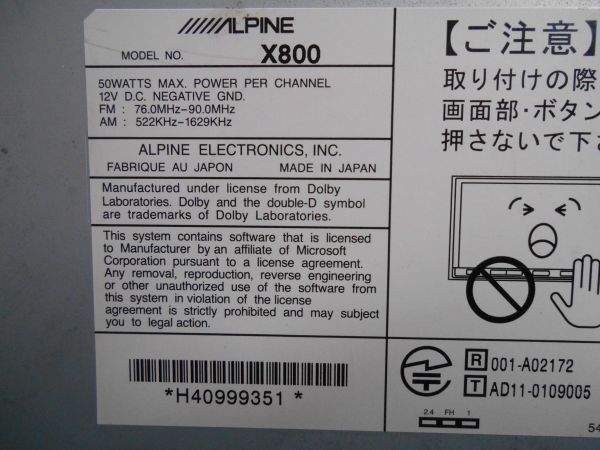 ALPINE
MODEL NO. X800
50WATTS MAX. POWER PER CHANNEL
12V D.C. NEGATIVE GND.
FM : 76.0MHz-90.0MHz
AM : 522KHz-1629KHz
ALPINE ELECTRONICS, INC.
FABRIQUE AU JAPON MADE IN JAPAN
Manufactured under license from Dolby
Laboratories. Dolby and the double-D symbol
are trademarks of Dolby Laboratories.
This system contains software that is licensed
to Manufacturer by an affiliate of Microsoft
Corporation pursuant to a license agreement.
Any removal, reproduction, reverse engineering
or other unauthorized use of the software from
this system in violation of the license
agreement is strictly prohibited and may subject
you to legal action.
*H40999351*
【ご注意】
取り付けの際
画面部・ボタン
押さないで下
R 001-A02172
T AD11-0109005
2.4 FH 1
54